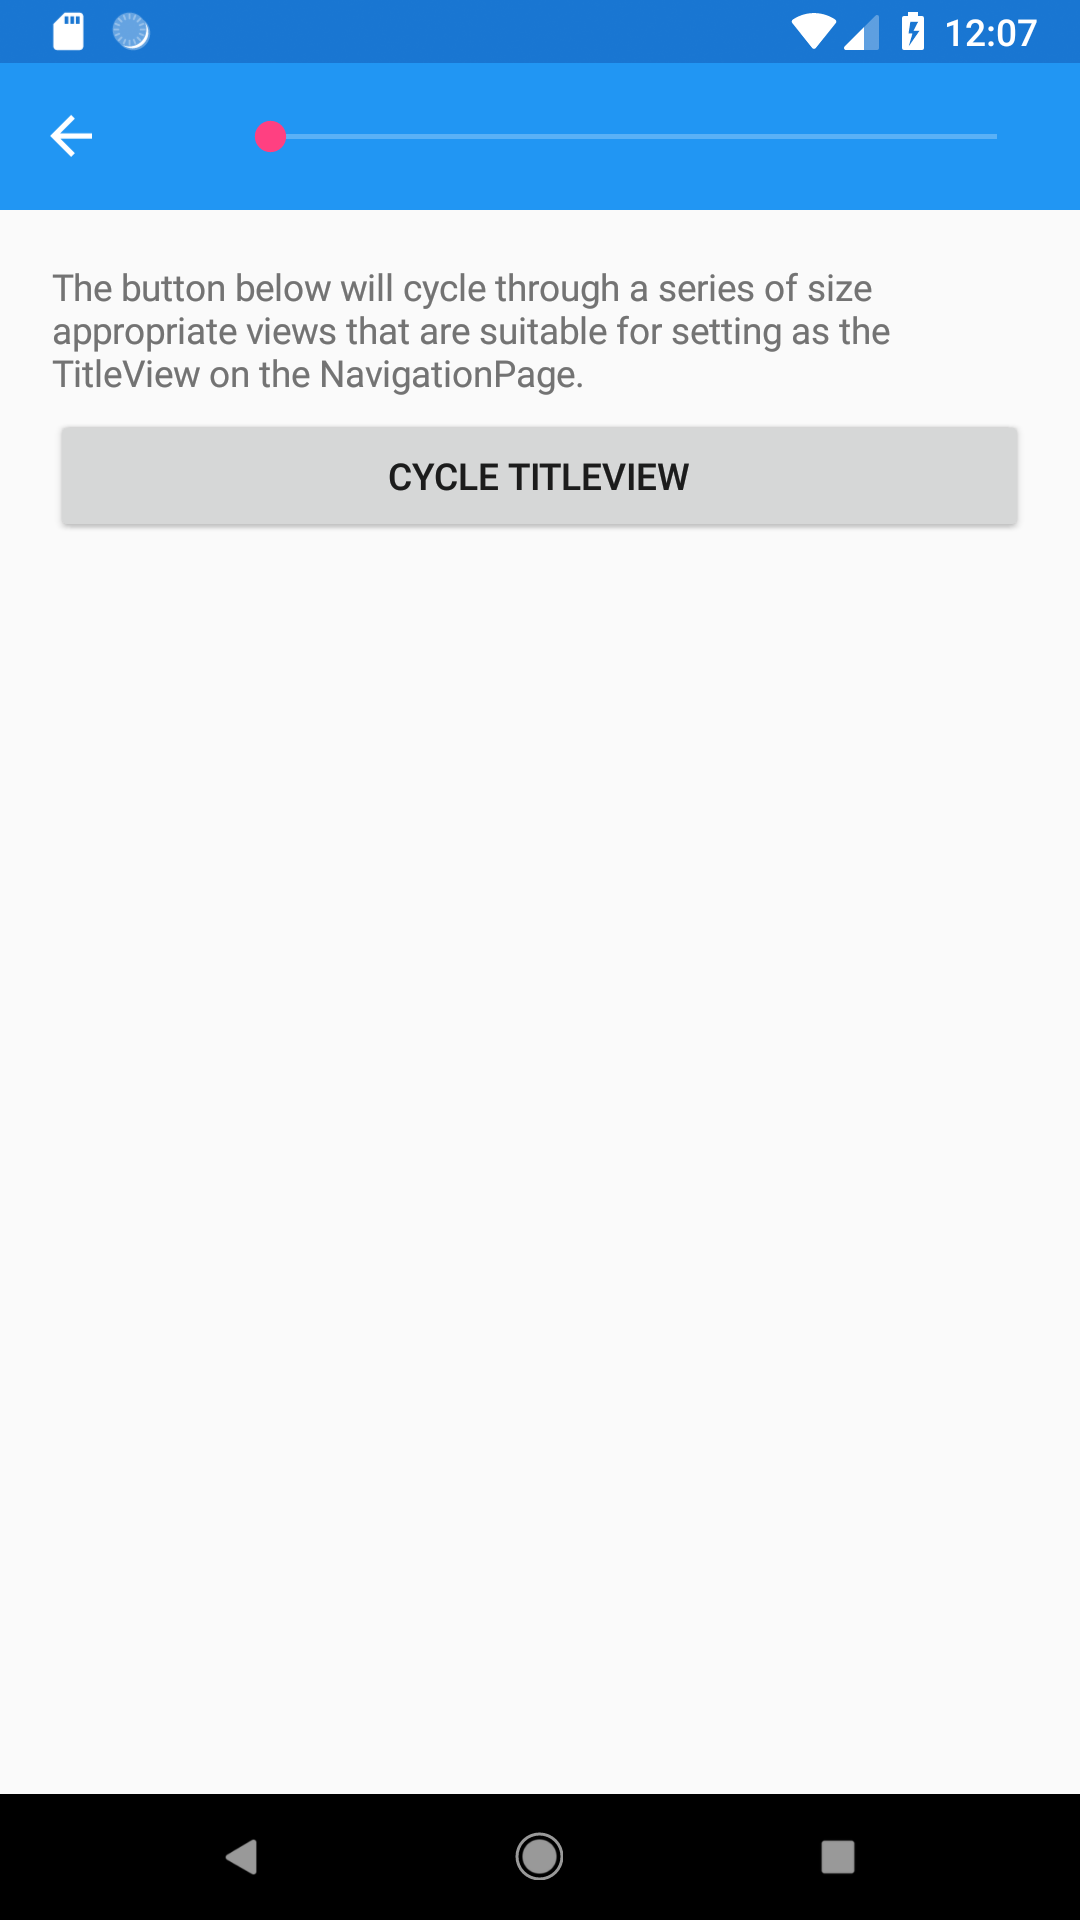 12:07
The button below will cycle through a series of size
appropriate views that are suitable for setting as the
TitleView on the NavigationPage.
CYCLE TITLEVIEW